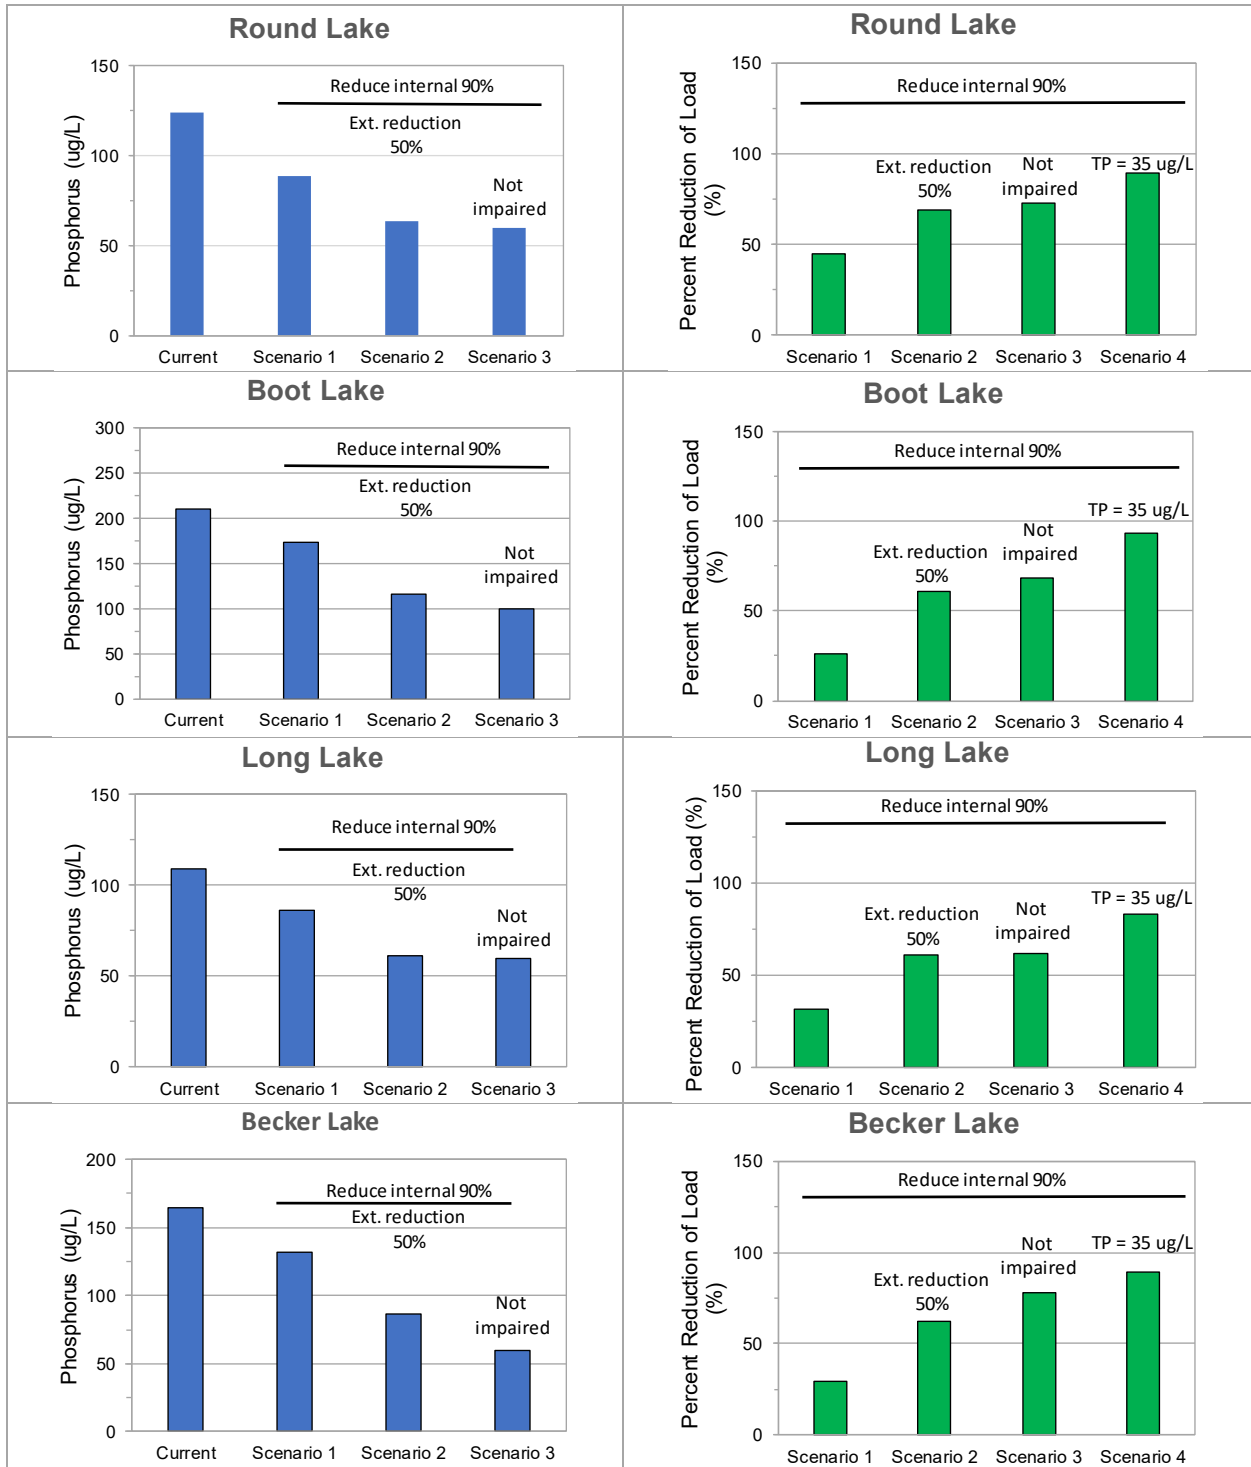 Round Lake
Phosphorus (ug/L)
150
100
50
0
Reduce internal 90%
Ext. reduction
50%
Not
impaired
Current
Scenario 1
Scenario 2
Scenario 3
Round Lake
Percent Reduction of Load
(%)
150
100
50
0
Reduce internal 90%
Ext. reduction
50%
Not
impaired
TP = 35 ug/L
Scenario 1
Scenario 2
Scenario 3
Scenario 4
Boot Lake
Phosphorus (ug/L)
300
250
200
150
100
50
0
Reduce internal 90%
Ext. reduction
50%
Not
impaired
Current
Scenario 1
Scenario 2
Scenario 3
Boot Lake
Percent Reduction of Load
(%)
150
100
50
0
Reduce internal 90%
Ext. reduction
50%
Not
impaired
TP = 35 ug/L
Scenario 1
Scenario 2
Scenario 3
Scenario 4
Long Lake
Phosphorus (ug/L)
150
100
50
0
Reduce internal 90%
Ext. reduction
50%
Not
impaired
Current
Scenario 1
Scenario 2
Scenario 3
Long Lake
Percent Reduction of Load (%)
150
100
50
0
Reduce internal 90%
Ext. reduction
50%
Not
impaired
TP = 35 ug/L
Scenario 1
Scenario 2
Scenario 3
Scenario 4
Becker Lake
Phosphorus (ug/L)
200
150
100
50
0
Reduce internal 90%
Ext. reduction
50%
Not
impaired
Current
Scenario 1
Scenario 2
Scenario 3
Becker Lake
Percent Reduction of Load
(%)
150
100
50
0
Reduce internal 90%
Ext. reduction
50%
Not
impaired
TP = 35 ug/L
Scenario 1
Scenario 2
Scenario 3
Scenario 4